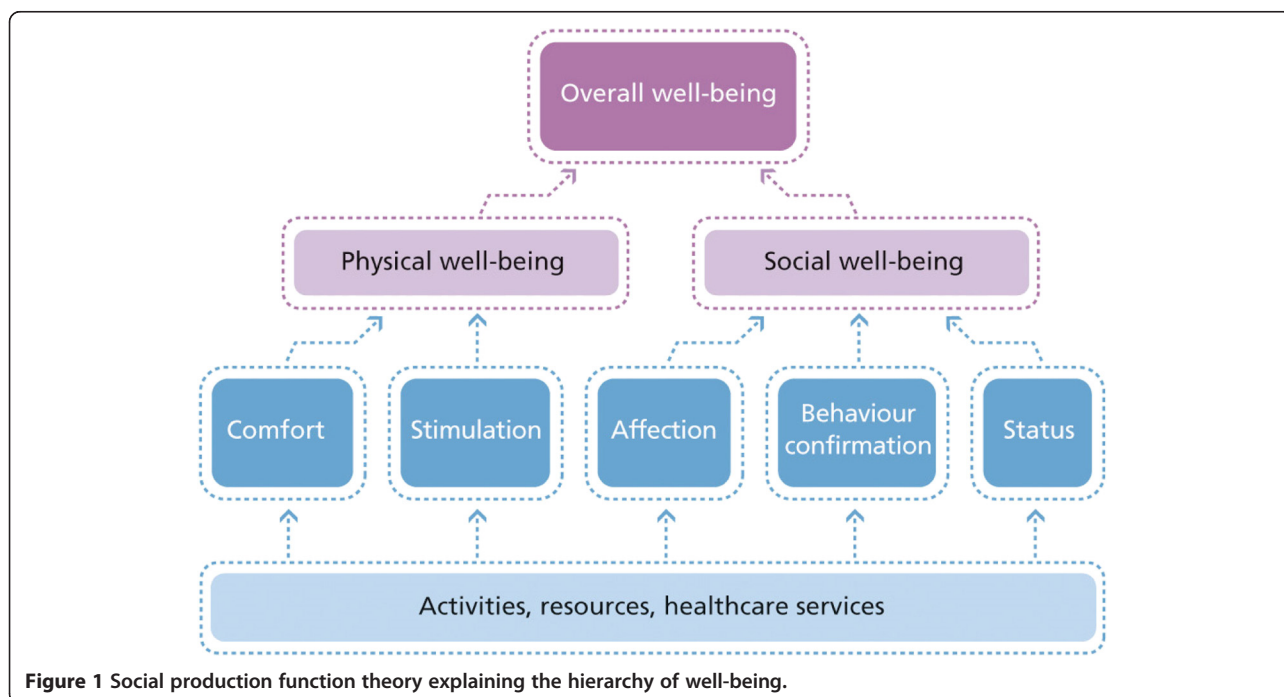 Overall well-being
Physical well-being
Social well-being
Comfort
Stimulation
Affection
Behaviour
confirmation
Status
Activities, resources, healthcare services
Figure 1 Social production function theory explaining the hierarchy of well-being.